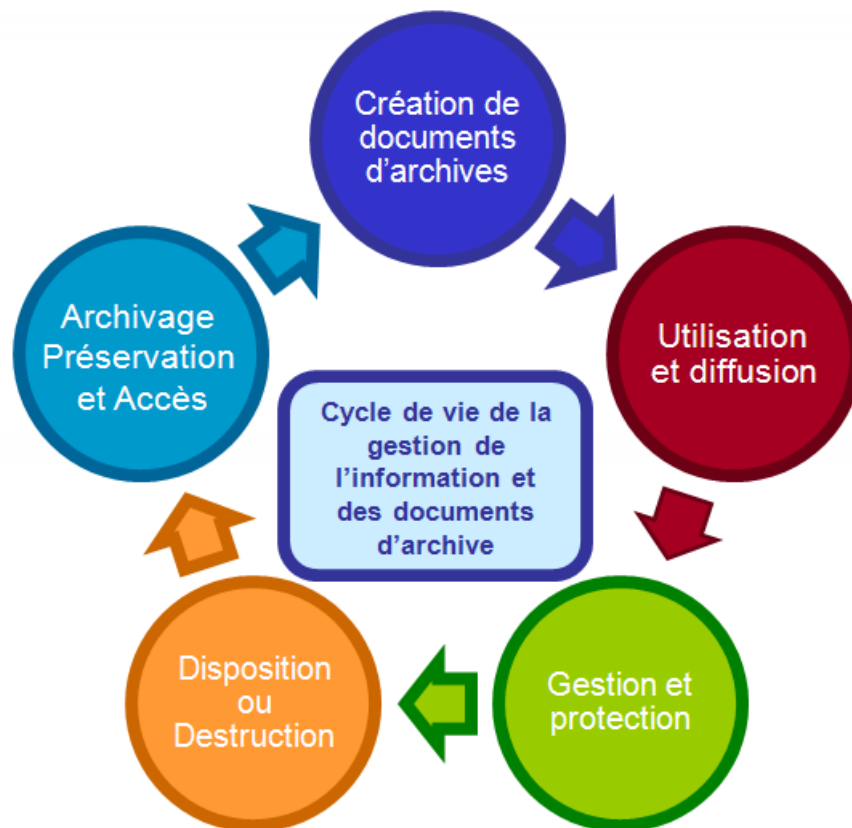 Création de
documents
d'archives
Utilisation
et diffusion
Gestion et
protection
Disposition
ou
Destruction
Archivage
Préservation
et Accès
Cycle de vie de la
gestion de
l'information et
des documents
d'archive